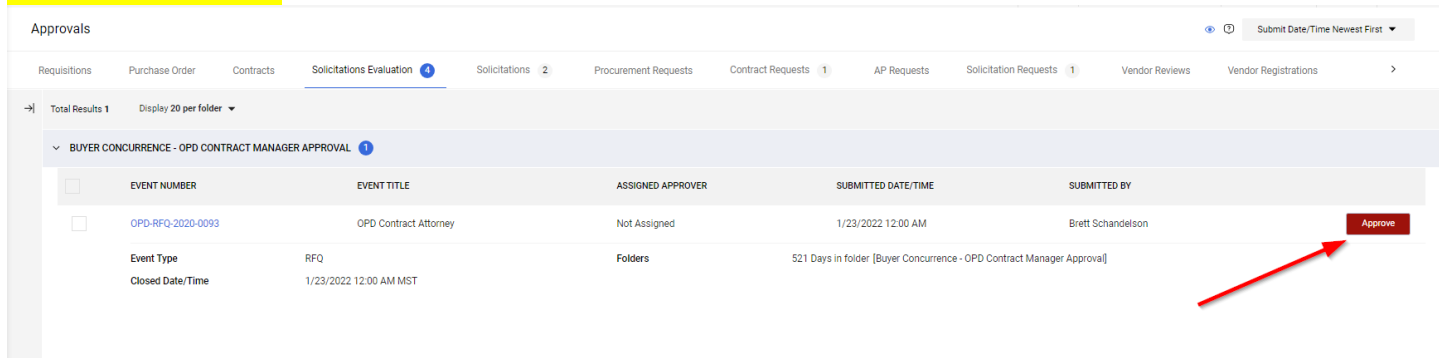 Approvals
Submit Date/Time Newest First
Requisitions Purchase Order Contracts Solicitations Evaluation 4 Solicitations 2 Procurement Requests Contract Requests 1 AP Requests Solicitation Requests 1 Vendor Reviews Vendor Registrations
Total Results 1 Display 20 per folder
BUYER CONCURRENCE - OPD CONTRACT MANAGER APPROVAL 1
EVENT NUMBER EVENT TITLE ASSIGNED APPROVER SUBMITTED DATE/TIME SUBMITTED BY
OPD-RFQ-2020-0093 OPD Contract Attorney Not Assigned 1/23/2022 12:00 AM Brett Schandelson Approve
Event Type RFQ Folders 521 Days in folder [Buyer Concurrence - OPD Contract Manager Approval]
Closed Date/Time 1/23/2022 12:00 AM MST